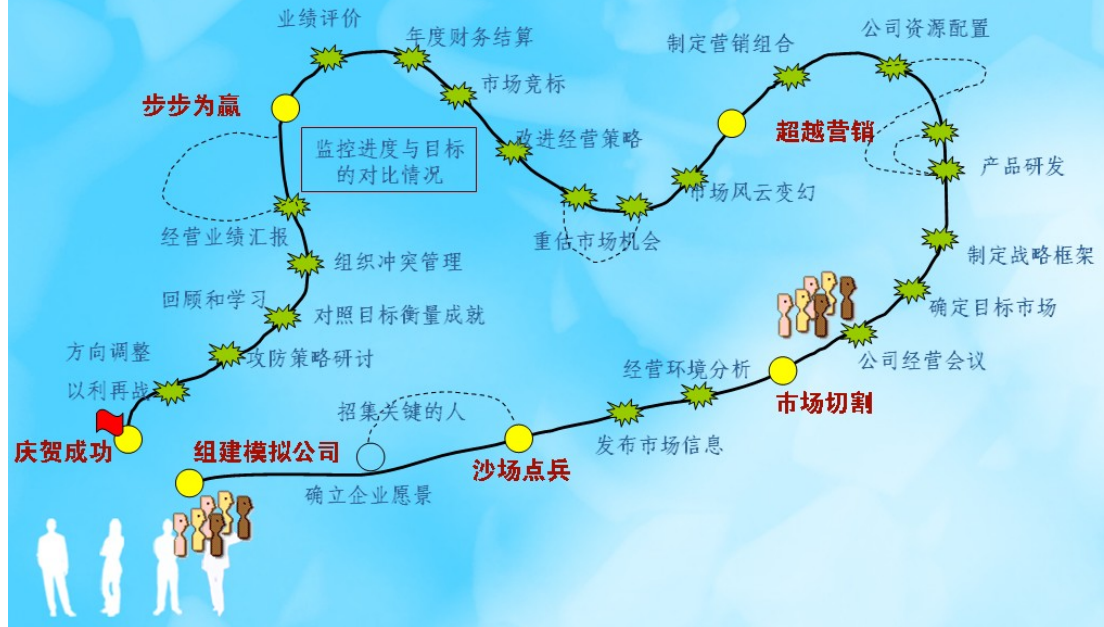 业绩评价
年度财务结算
制定营销组合
公司资源配置
步步为赢
市场竞标
超越营销
监控进度与目标
的对比情况
改进经营策略
产品研发
市场风云变幻
经营业绩汇报
重估市场机会
组织冲突管理
制定战略框架
回顾和学习
对照目标衡量成就
确定目标市场
方向调整
攻防策略研讨
经营环境分析
公司经营会议
以利再战
招集关键的人
市场切割
庆贺成功
组建模拟公司
沙场点兵
发布市场信息
确立企业愿景